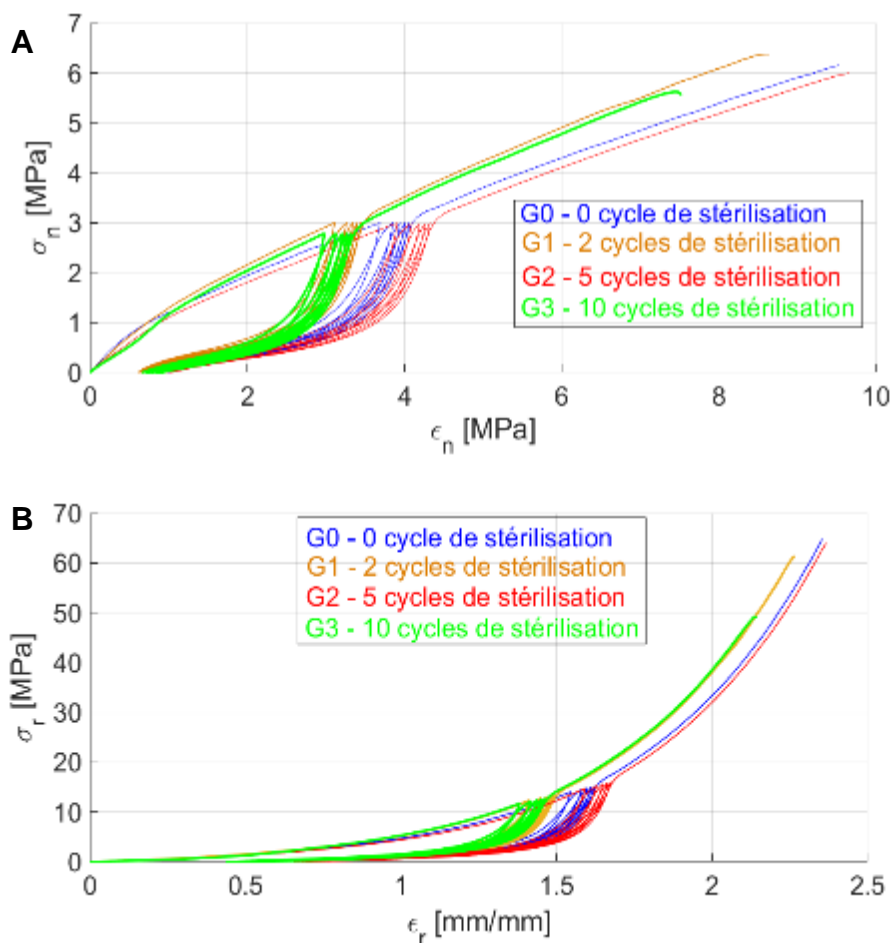 A
7
6
5
4
3
2
1
0
σn [MPa]
G0 - 0 cycle de stérilisation
G1 - 2 cycles de stérilisation
G2 - 5 cycles de stérilisation
G3 - 10 cycles de stérilisation
0 2 4 6 8 10
ϵn [MPa]
B
70
60
50
40
30
20
10
0
σr [MPa]
G0 - 0 cycle de stérilisation
G1 - 2 cycles de stérilisation
G2 - 5 cycles de stérilisation
G3 - 10 cycles de stérilisation
0 0.5 1 1.5 2 2.5
ϵr [mm/mm]